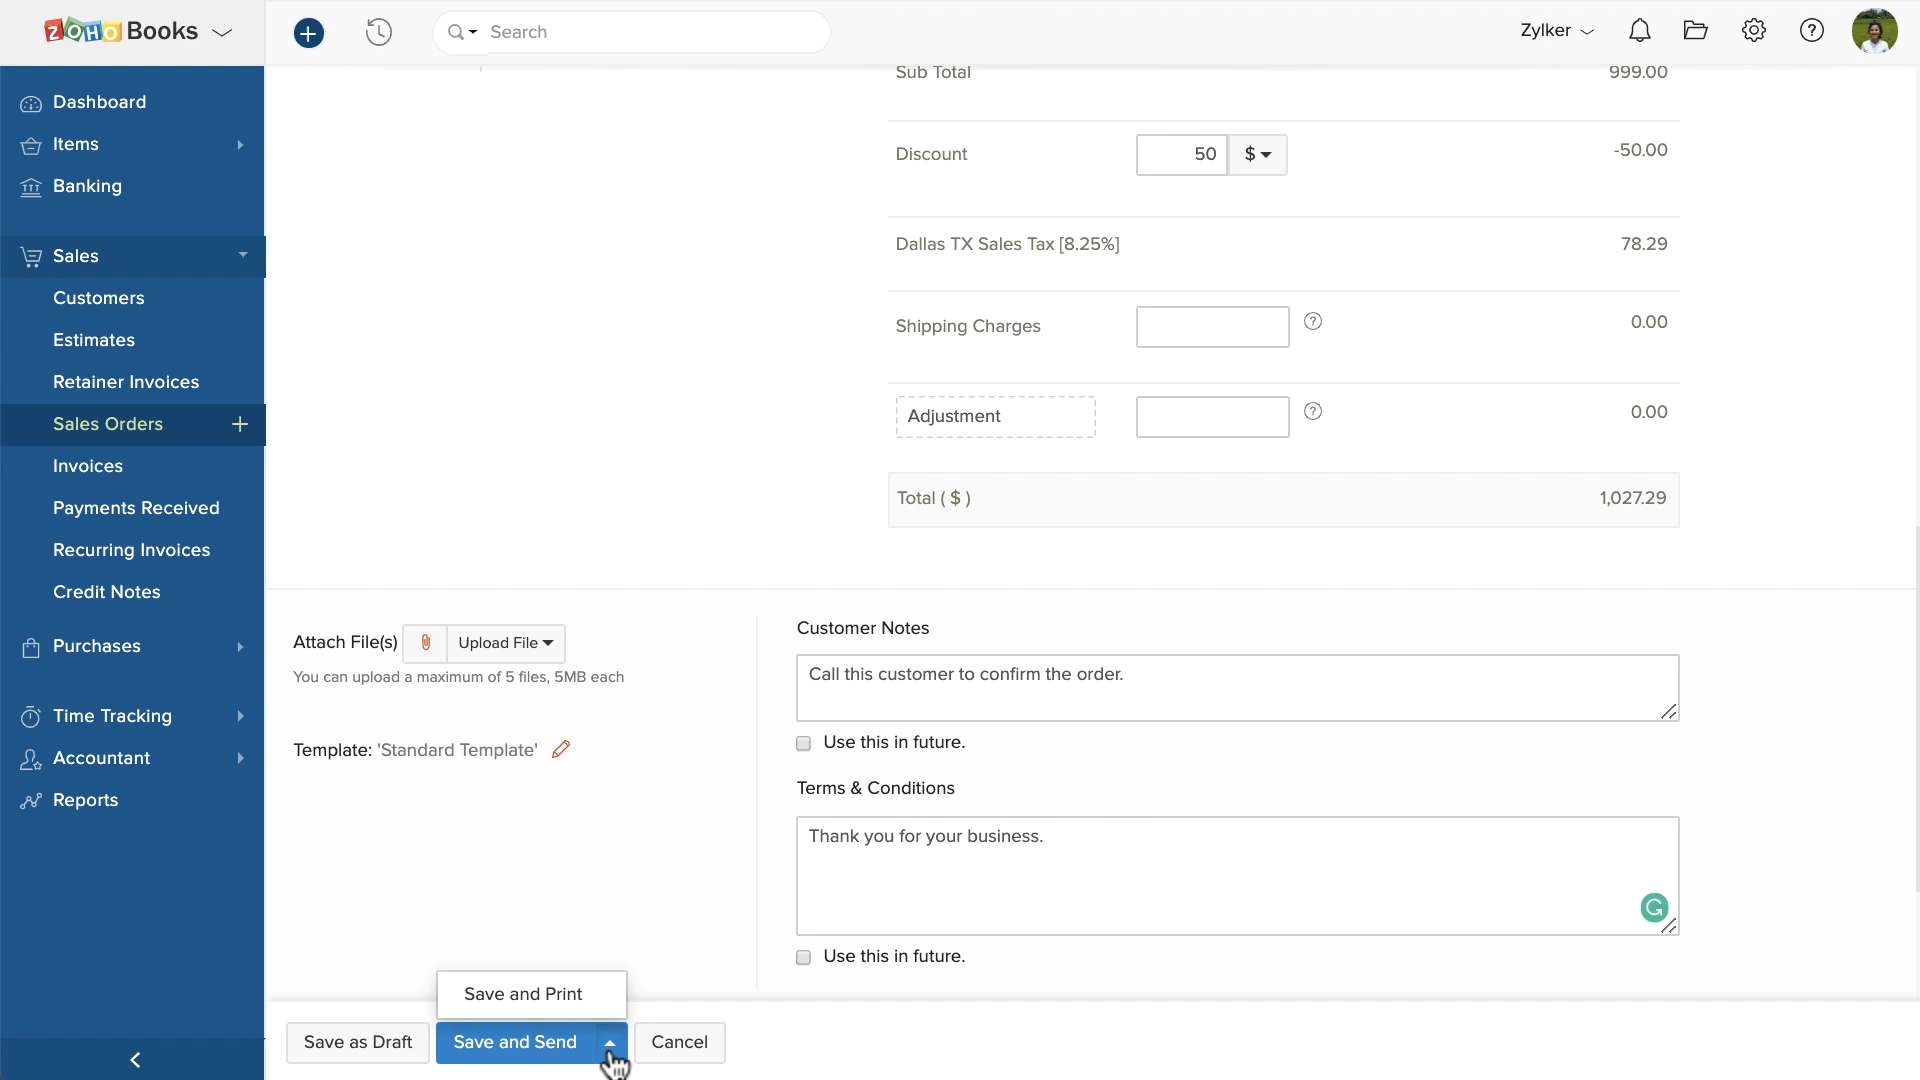 ZOHO Books
Search
Zylker
Dashboard
Items
Banking
Sales
Customers
Estimates
Retainer Invoices
Sales Orders
Invoices
Payments Received
Recurring Invoices
Credit Notes
Purchases
Time Tracking
Accountant
Reports
Sub Total 999.00
Discount 50 $ -50.00
Dallas TX Sales Tax [8.25%] 78.29
Shipping Charges ? 0.00
Adjustment ? 0.00
Total ( $ ) 1,027.29
Attach File(s) Upload File
You can upload a maximum of 5 files, 5MB each
Template: 'Standard Template'
Customer Notes
Call this customer to confirm the order.
Use this in future.
Terms & Conditions
Thank you for your business.
Use this in future.
Save and Print
Save as Draft Save and Send Cancel